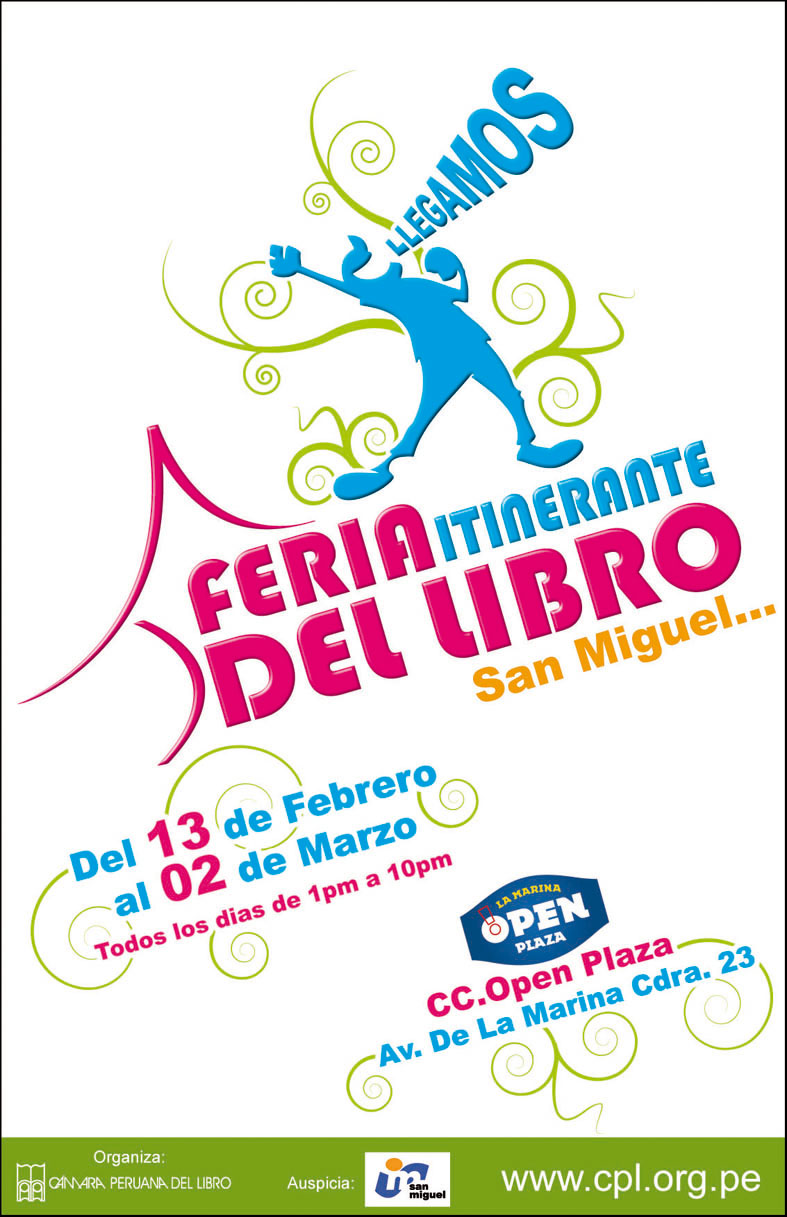 LLEGAMOS
FERIA ITINERANTE
DEL LIBRO
San Miguel...
Del 13 de Febrero
al 02 de Marzo
Todos los dias de 1pm a 10pm
LA MARINA
OPEN
PLAZA
CC.Open Plaza
Av. De La Marina Cdra. 23
Organiza:
CÁMARA PERUANA DEL LIBRO
Auspicia:
im
san
miguel
www.cpl.org.pe